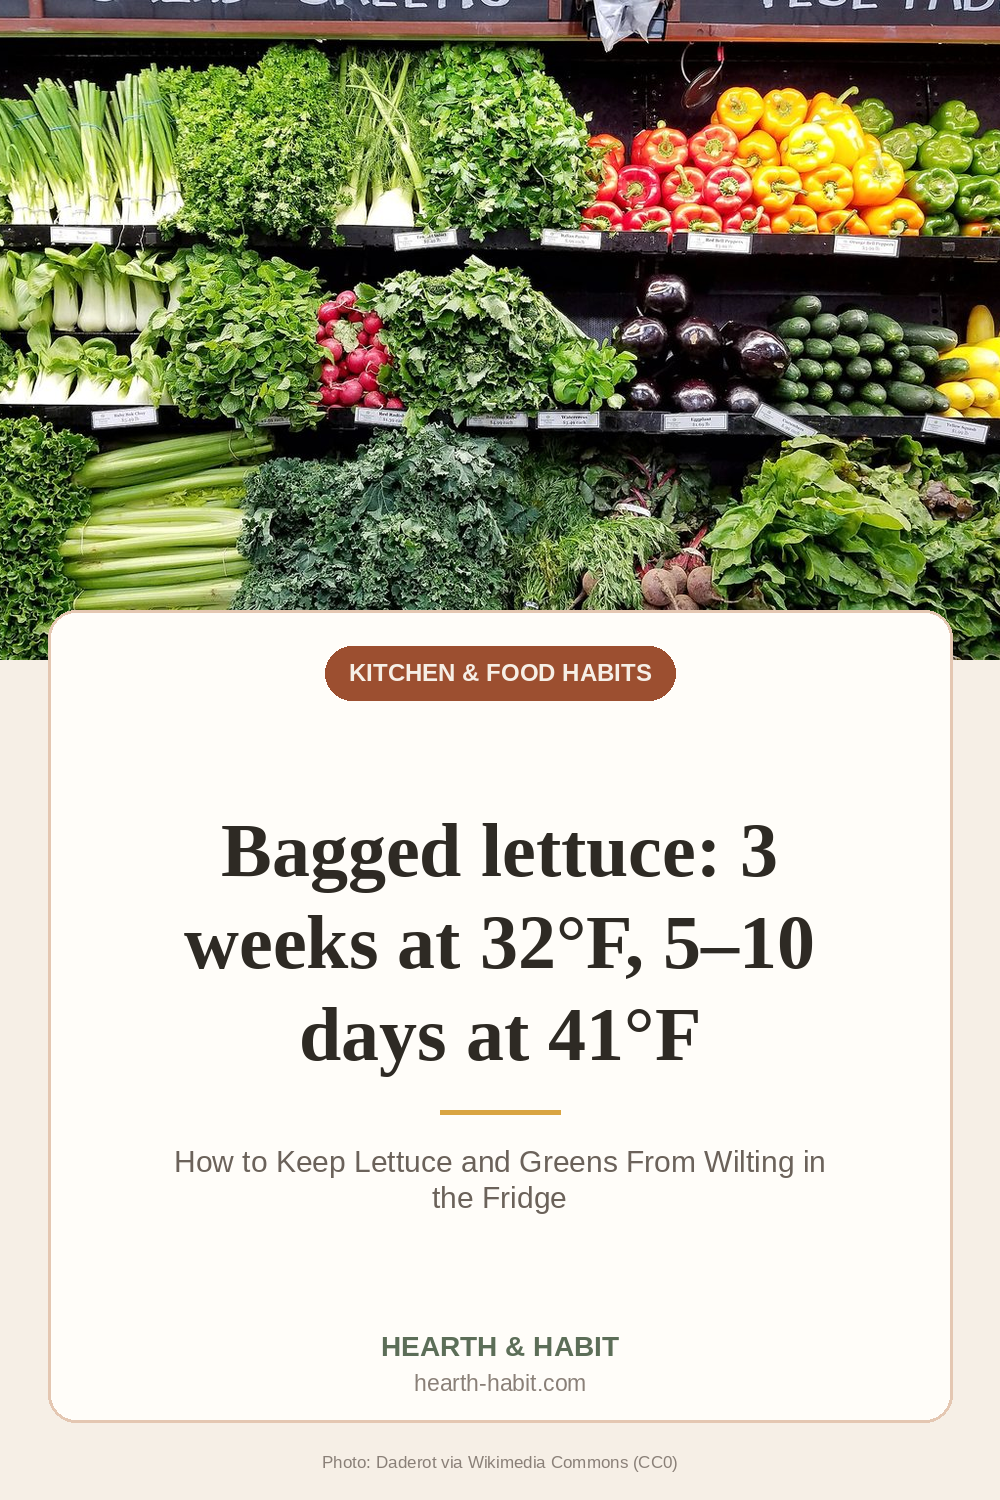 KITCHEN & FOOD HABITS
Bagged lettuce: 3
weeks at 32°F, 5–10
days at 41°F
How to Keep Lettuce and Greens From Wilting in
the Fridge
HEARTH & HABIT
hearth-habit.com
Photo: Daderot via Wikimedia Commons (CC0)